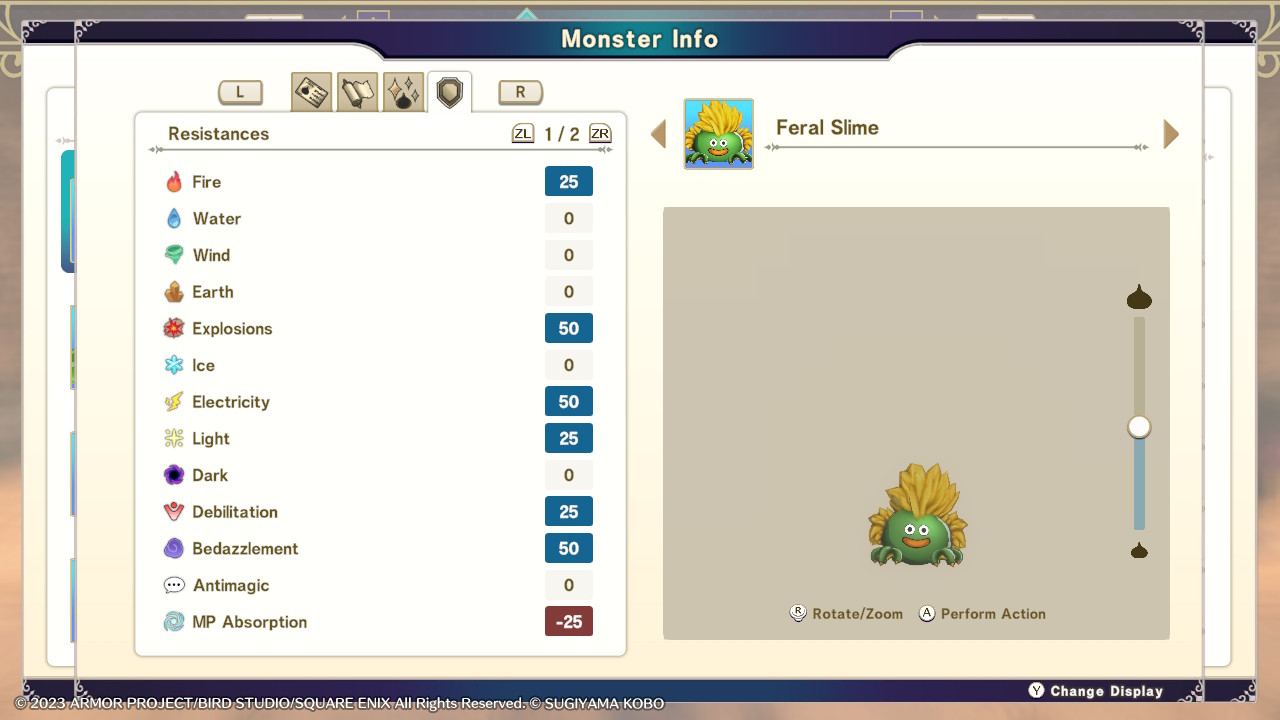 Monster Info
L
R
Resistances
ZL 1 / 2 ZR
Feral Slime
Fire 25
Water 0
Wind 0
Earth 0
Explosions 50
Ice 0
Electricity 50
Light 25
Dark 0
Debilitation 25
Bedazzlement 50
Antimagic 0
MP Absorption -25
R Rotate/Zoom A Perform Action
Y Change Display
© 2023 ARMOR PROJECT/BIRD STUDIO/SQUARE ENIX All Rights Reserved. © SUGIYAMA KOBO